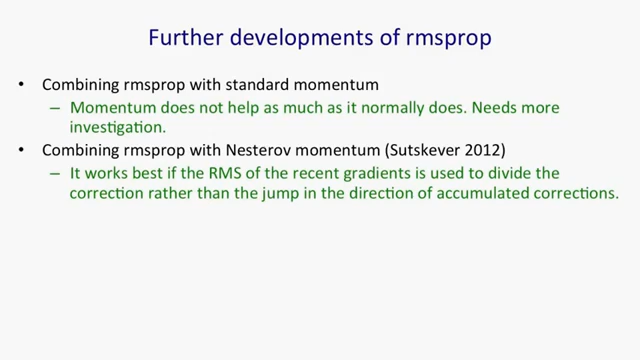 Further developments of rmsprop
• Combining rmsprop with standard momentum
– Momentum does not help as much as it normally does. Needs more
investigation.
• Combining rmsprop with Nesterov momentum (Sutskever 2012)
– It works best if the RMS of the recent gradients is used to divide the
correction rather than the jump in the direction of accumulated corrections.